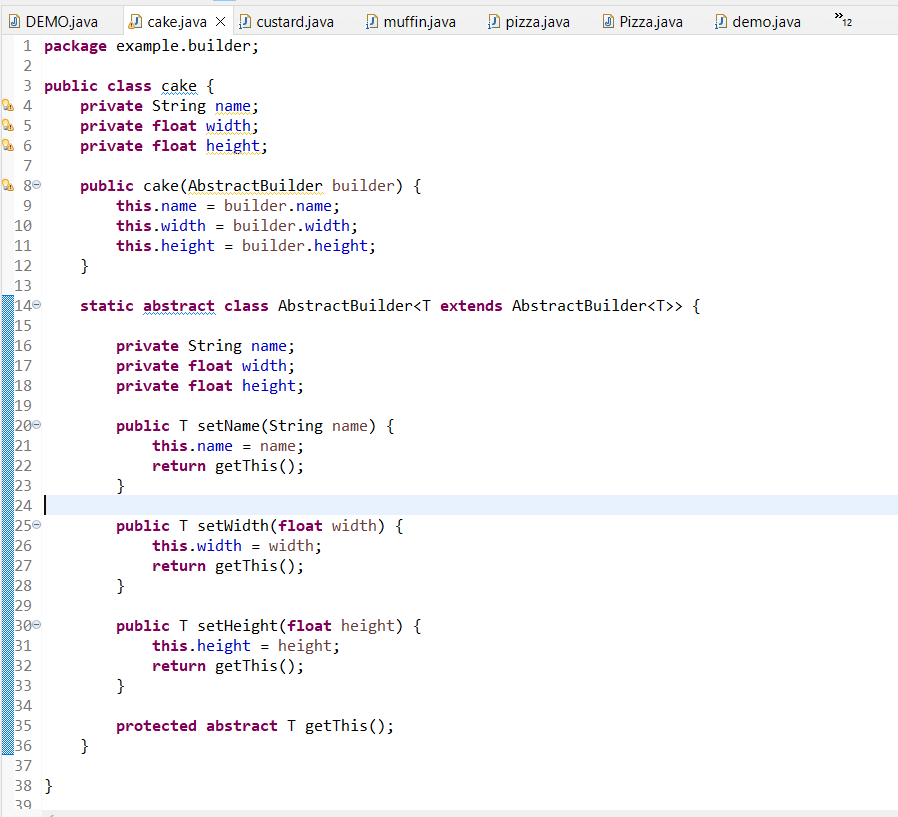 DEMO.java cake.java custard.java muffin.java pizza.java Pizza.java demo.java »12
1 package example.builder;
2
3 public class cake {
4 private String name;
5 private float width;
6 private float height;
7
8 public cake(AbstractBuilder builder) {
9 this.name = builder.name;
10 this.width = builder.width;
11 this.height = builder.height;
12 }
13
14 static abstract class AbstractBuilder<T extends AbstractBuilder<T>> {
15
16 private String name;
17 private float width;
18 private float height;
19
20 public T setName(String name) {
21 this.name = name;
22 return getThis();
23 }
24
25 public T setWidth(float width) {
26 this.width = width;
27 return getThis();
28 }
29
30 public T setHeight(float height) {
31 this.height = height;
32 return getThis();
33 }
34
35 protected abstract T getThis();
36 }
37
38 }
39